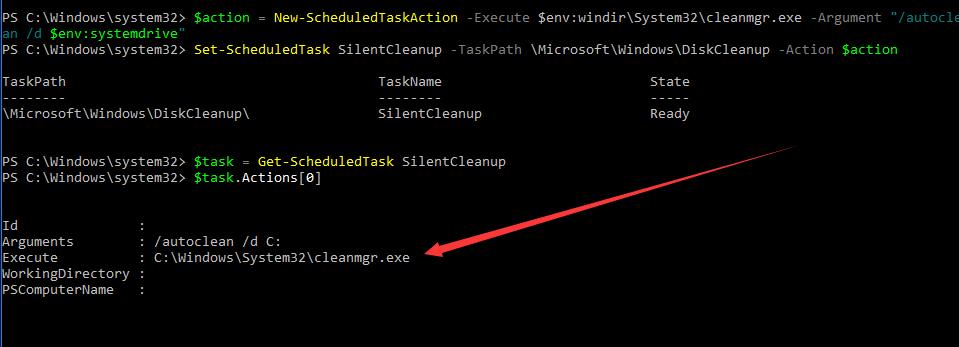 PS C:\Windows\system32> $action = New-ScheduledTaskAction -Execute $env:windir\System32\cleanmgr.exe -Argument "/autocle
an /d $env:systemdrive"
PS C:\Windows\system32> Set-ScheduledTask SilentCleanup -TaskPath \Microsoft\Windows\DiskCleanup -Action $action
TaskPath TaskName State
-------- -------- -----
\Microsoft\Windows\DiskCleanup\ SilentCleanup Ready
PS C:\Windows\system32> $task = Get-ScheduledTask SilentCleanup
PS C:\Windows\system32> $task.Actions[0]
Id :
Arguments : /autoclean /d C:
Execute : C:\Windows\System32\cleanmgr.exe
WorkingDirectory :
PSComputerName :